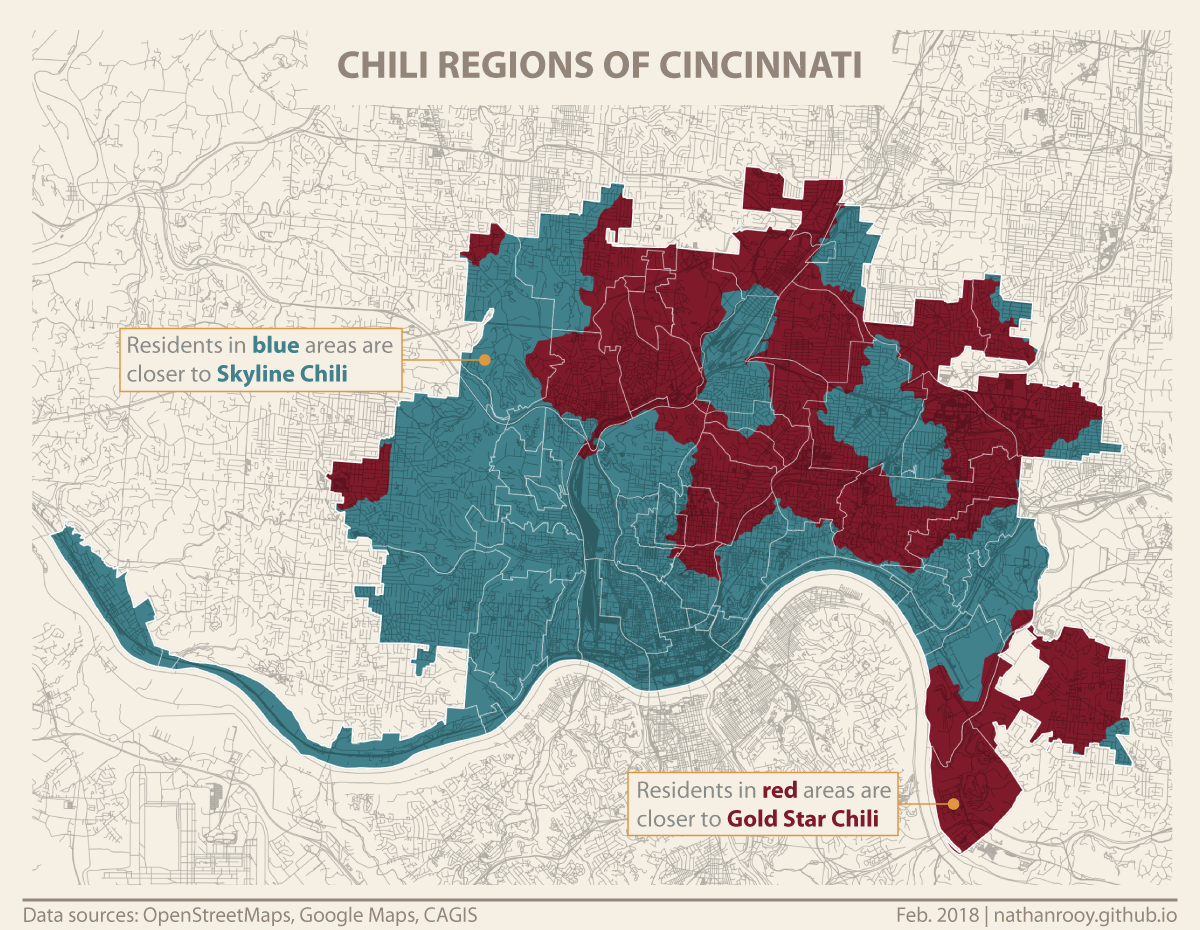 CHILI REGIONS OF CINCINNATI
Residents in blue areas are
closer to Skyline Chili
Residents in red areas are
closer to Gold Star Chili
Data sources: OpenStreetMaps, Google Maps, CAGIS
Feb. 2018 | nathanrooy.github.io